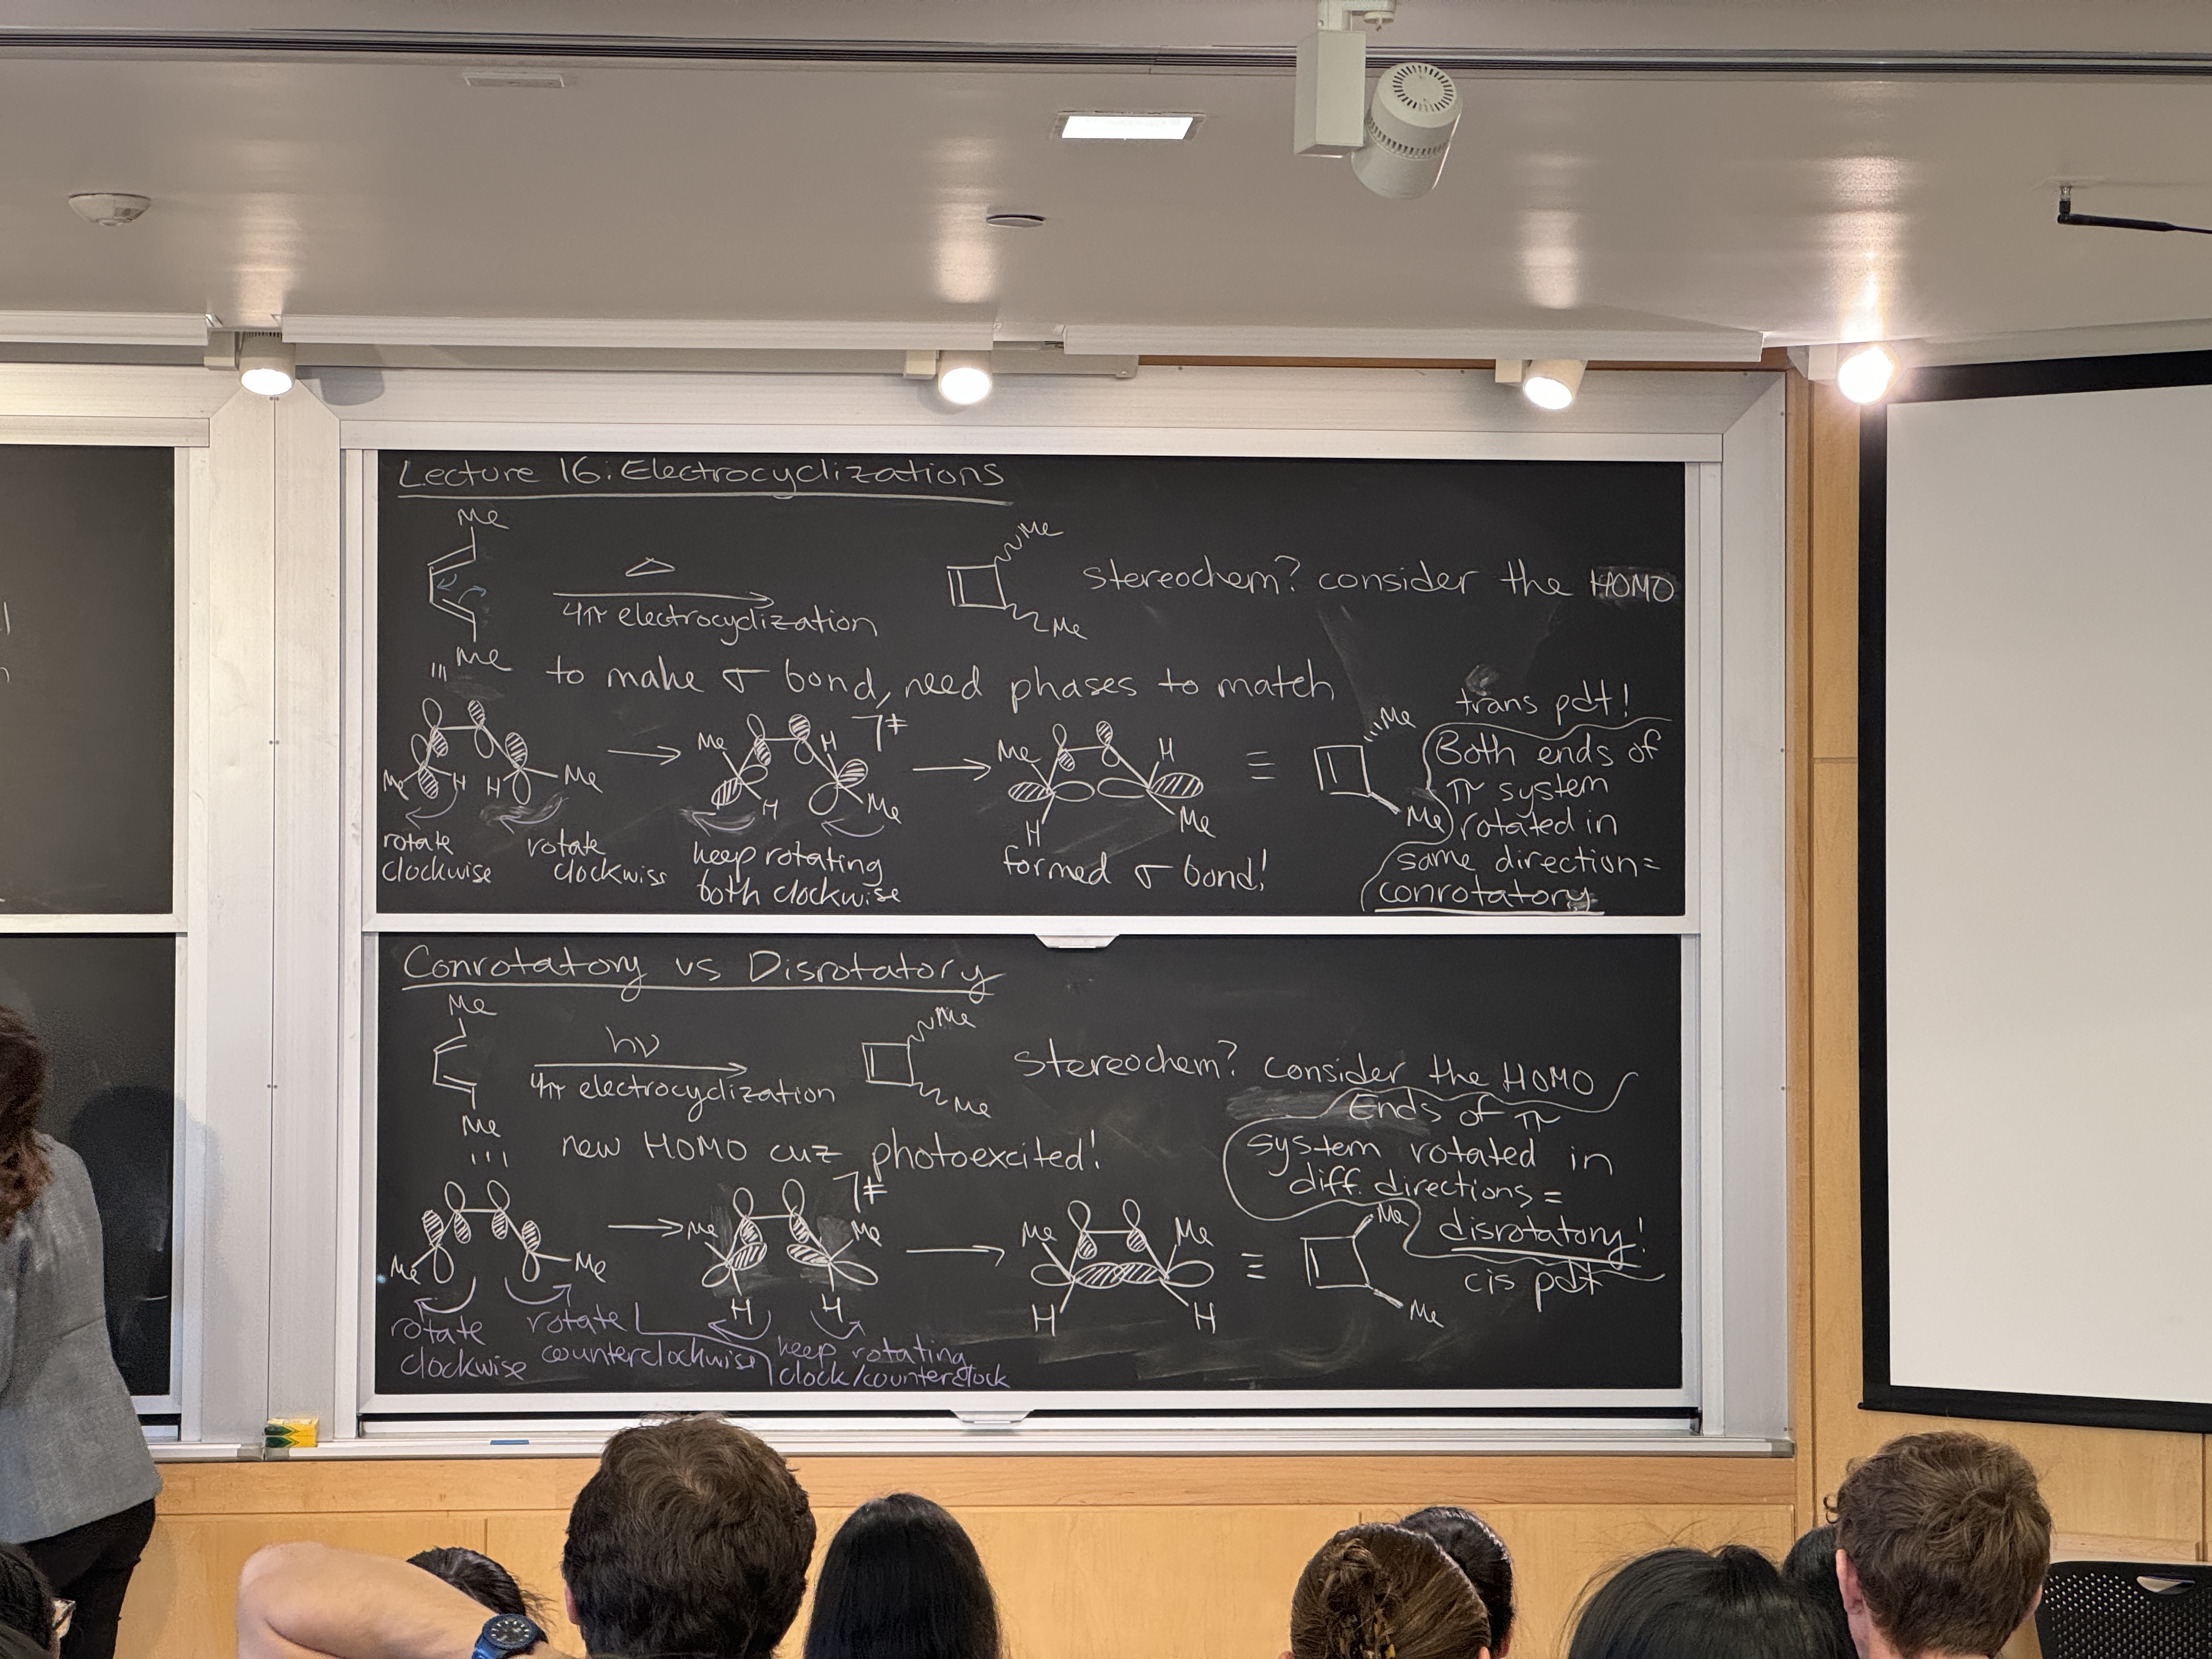 Lecture 16: Electrocyclizations
Me
Me
Δ
4π electrocyclization
Me
Me
stereochem? consider the HOMO
to make σ bond, need phases to match
Me H H Me
rotate clockwise
rotate clockwise
Me H H Me ‡
keep rotating
both clockwise
Me H H Me
formed σ bond!
≡
Me
Me
trans pdt!
Both ends of
π system
rotated in
same direction =
conrotatory
Conrotatory vs Disrotatory
Me
Me
hν
4π electrocyclization
Me
Me
stereochem? consider the HOMO
new HOMO cuz photoexcited!
Ends of π
system rotated in
diff. directions =
disrotatory!
cis pdt
Me Me
rotate
clockwise
rotate
counterclockwise
Me Me H H ‡
keep rotating
clock/counterclock
Me Me
H H
≡
Me
Me